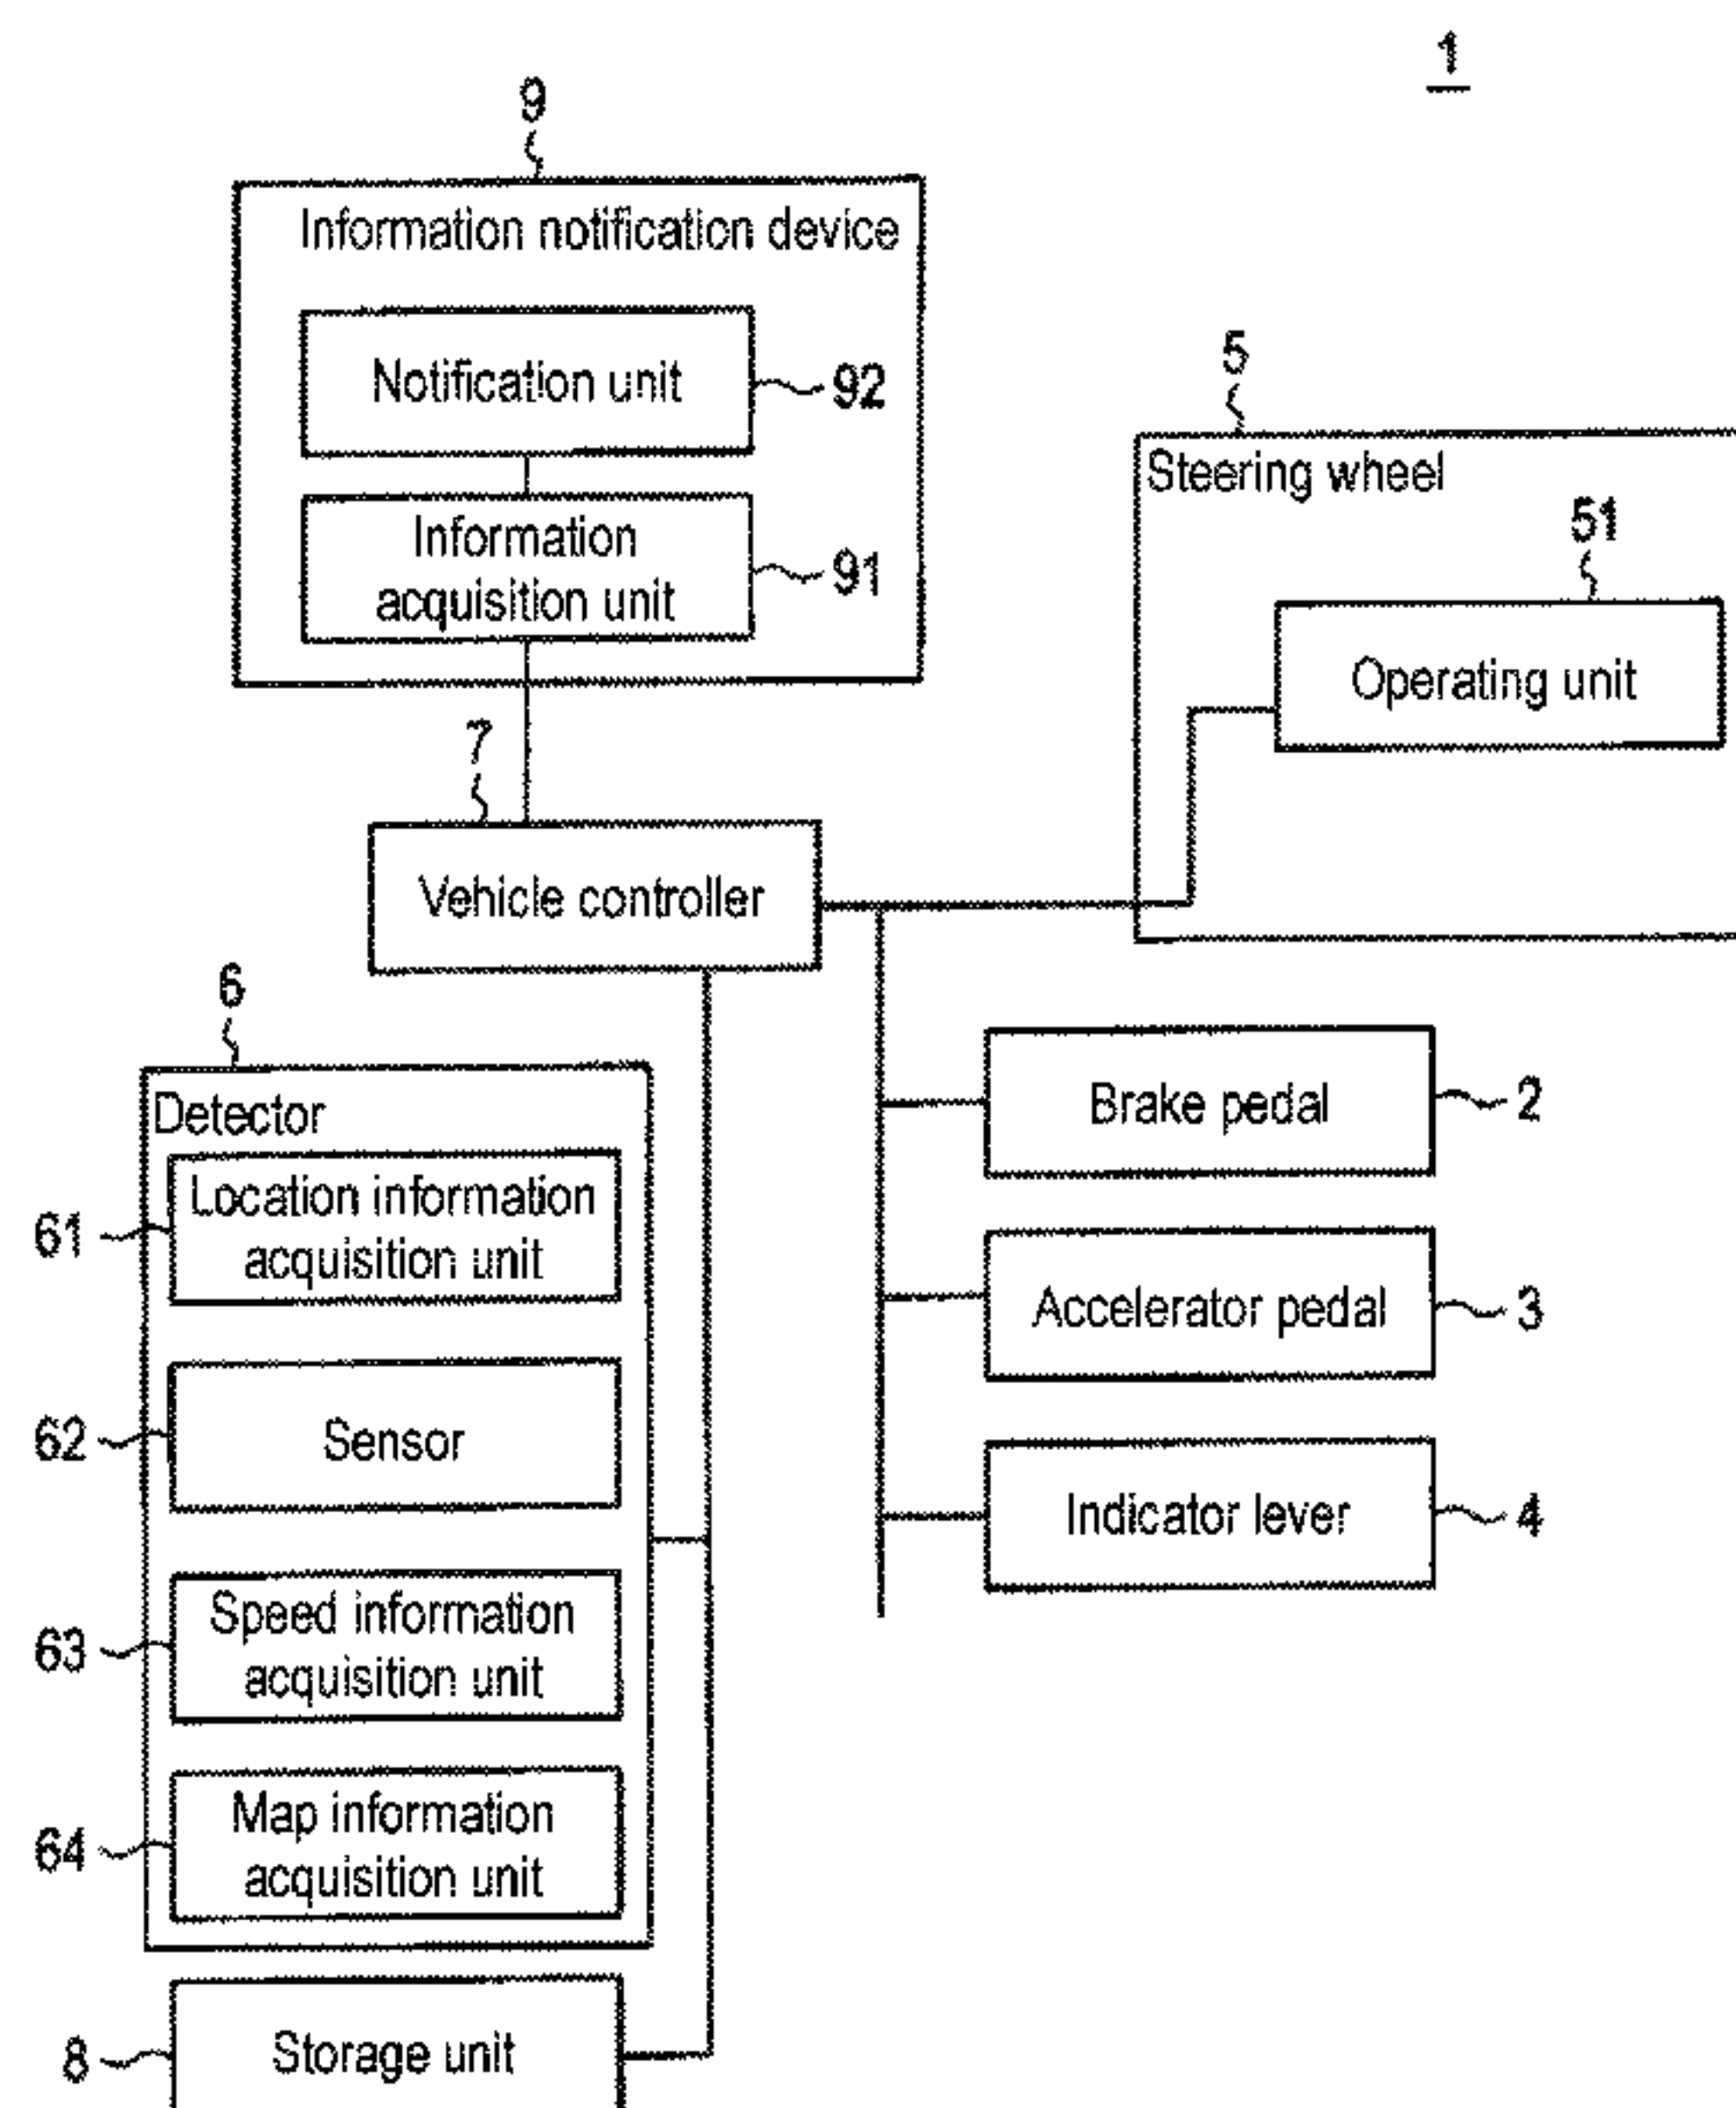 1
9
Information notification device
Notification unit
92
Information
acquisition unit
91
5
Steering wheel
51
Operating unit
7
Vehicle controller
6
Detector
Location information
acquisition unit
61
Sensor
62
Speed information
acquisition unit
63
Map information
acquisition unit
64
Storage unit
8
Brake pedal
2
Accelerator pedal
3
Indicator lever
4